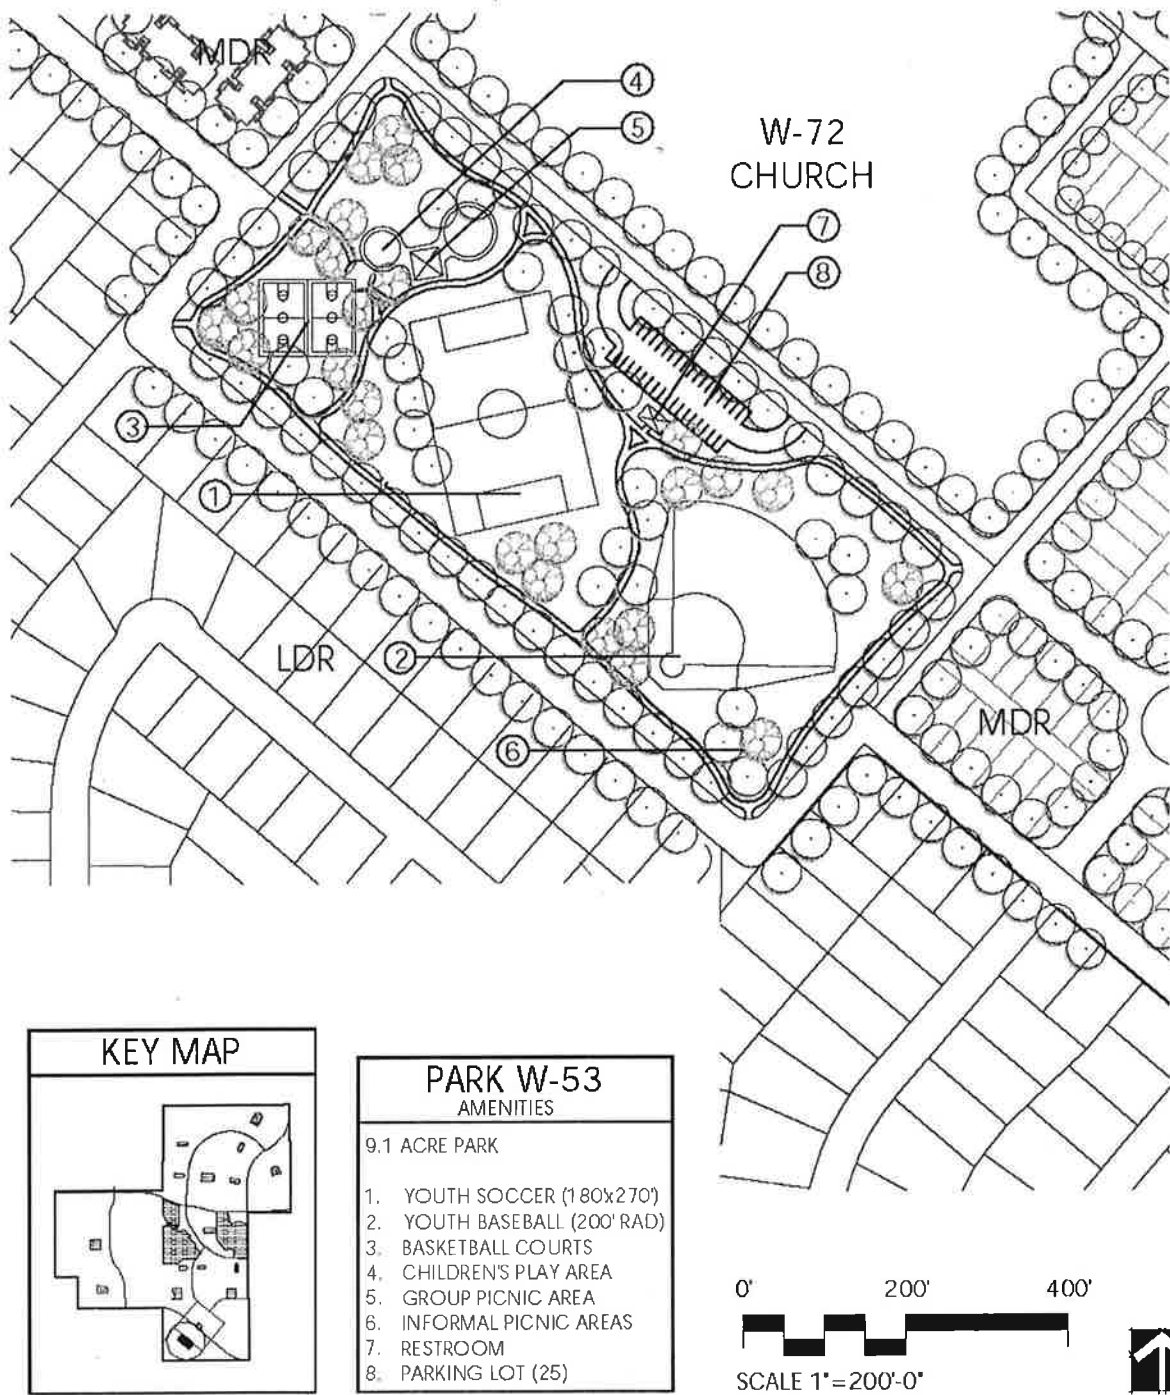 MDR
4
5
W-72
CHURCH
7
8
3
1
LDR
2
MDR
6
KEY MAP
PARK W-53
AMENITIES
9.1 ACRE PARK
1. YOUTH SOCCER (180'x270')
2. YOUTH BASEBALL (200' RAD)
3. BASKETBALL COURTS
4. CHILDREN'S PLAY AREA
5. GROUP PICNIC AREA
6. INFORMAL PICNIC AREAS
7. RESTROOM
8. PARKING LOT (25)
0' 200' 400'
SCALE 1"=200'-0"